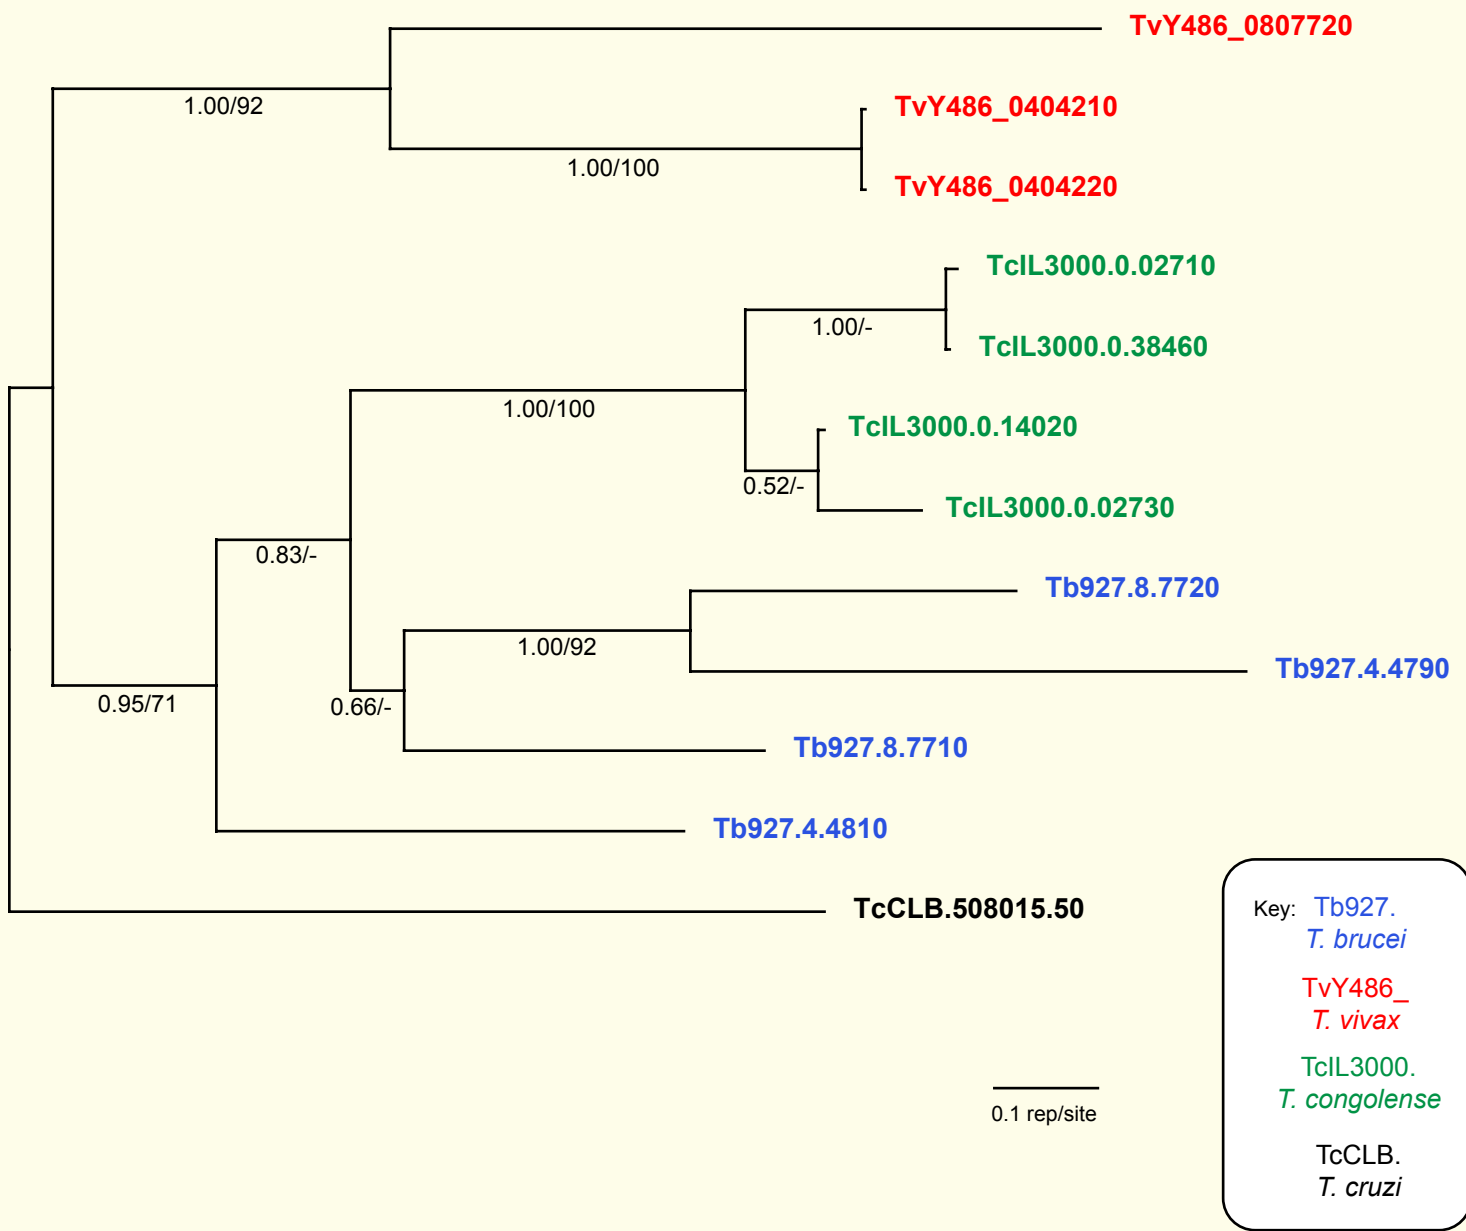 TvY486_0807720
1.00/92
TvY486_0404210
1.00/100
TvY486_0404220
TcIL3000.0.02710
1.00/-
TcIL3000.0.38460
1.00/100
TcIL3000.0.14020
0.52/-
TcIL3000.0.02730
0.83/-
Tb927.8.7720
1.00/92
Tb927.4.4790
0.95/71
0.66/-
Tb927.8.7710
Tb927.4.4810
TcCLB.508015.50
Key: Tb927.
T. brucei
TvY486_
T. vivax
TcIL3000.
T. congolense
TcCLB.
T. cruzi
0.1 rep/site